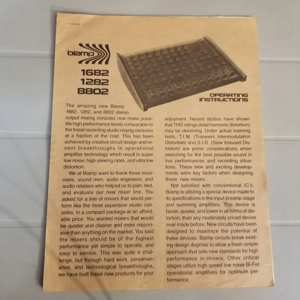 biamp
1682
1282
8802
OPERATING
INSTRUCTIONS
The amazing new Biamp
1682, 1282, and 8802 stereo
output mixing consoles now make possi-
ble high performance levels comparable to
the finest recording studio mixing consoles
at a fraction of the cost. This has been
achieved by creative circuit design and re-
cent breakthroughs in operational
amplifier technology which result in super
low noise, high slewing rates, and click low
distortion.
We at Biamp want to thank those musi-
cians, sound men, audio engineers, and
audio retailers who helped us to plan, test,
and evaluate our new mixer line. You
asked for a line of mixers that would per-
form like the most expensive studio con-
soles, in a compact package at an afford-
able price. You wanted mixers that would
be quieter and cleaner and more respon-
sive than anything on the market. You said
the mixers should be of the highest
performance yet simple to operate, and
easy to service. This was quite a chal-
lenge, but through hard work, persever-
ance, and technological breakthroughs,
we have built these new products for your
enjoyment. Recent studies have shown
that THD ratings (total harmonic distortion)
may be deceiving. Under actual listening
tests, T.I.M. (Transient Intermodulation
Distortion) and S.I.D. (Slew Induced Dis-
tortion) are prime considerations when
searching for the best possible sound in
live performances and recording situa-
tions. These new and exciting develop-
ments were key factors when designing
these new mixers.
Not satisfied with conventional IC's,
Biamp is utilizing a special device made to
its specifications in the input preamp stage
and summing amplifiers. This device is
faster, quieter, and lower in all forms of dis-
tortion, than any moderately priced device
ever made before. New circuits have been
designed to maximize the potential of
these devices. Biamp circuits break exist-
ing design dogmas to allow a fresh simple
approach that sets new standards for high
performance in mixers. Other critical
stages utilize high speed low noise Bi-Fet
operational amplifiers for optimum per-
formance.